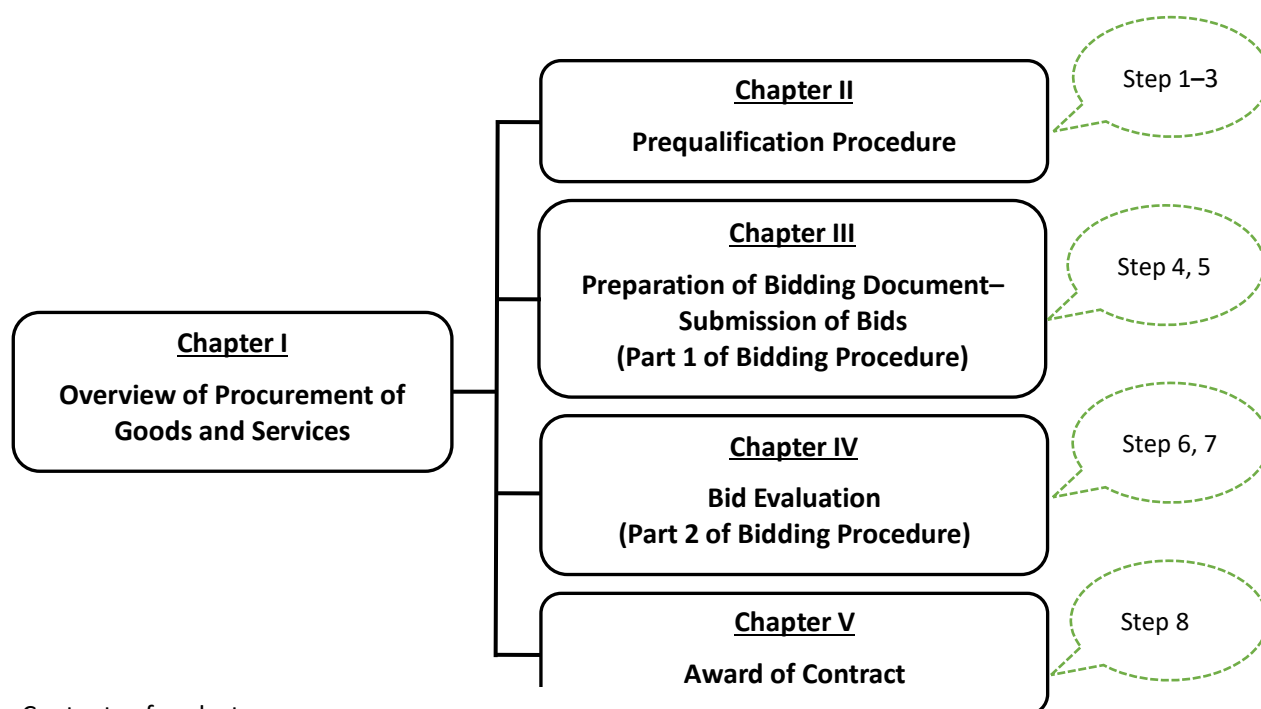 Chapter II
Prequalification Procedure
Step 1–3
Chapter III
Preparation of Bidding Document–
Submission of Bids
(Part 1 of Bidding Procedure)
Step 4, 5
Chapter I
Overview of Procurement of
Goods and Services
Chapter IV
Bid Evaluation
(Part 2 of Bidding Procedure)
Step 6, 7
Chapter V
Award of Contract
Step 8